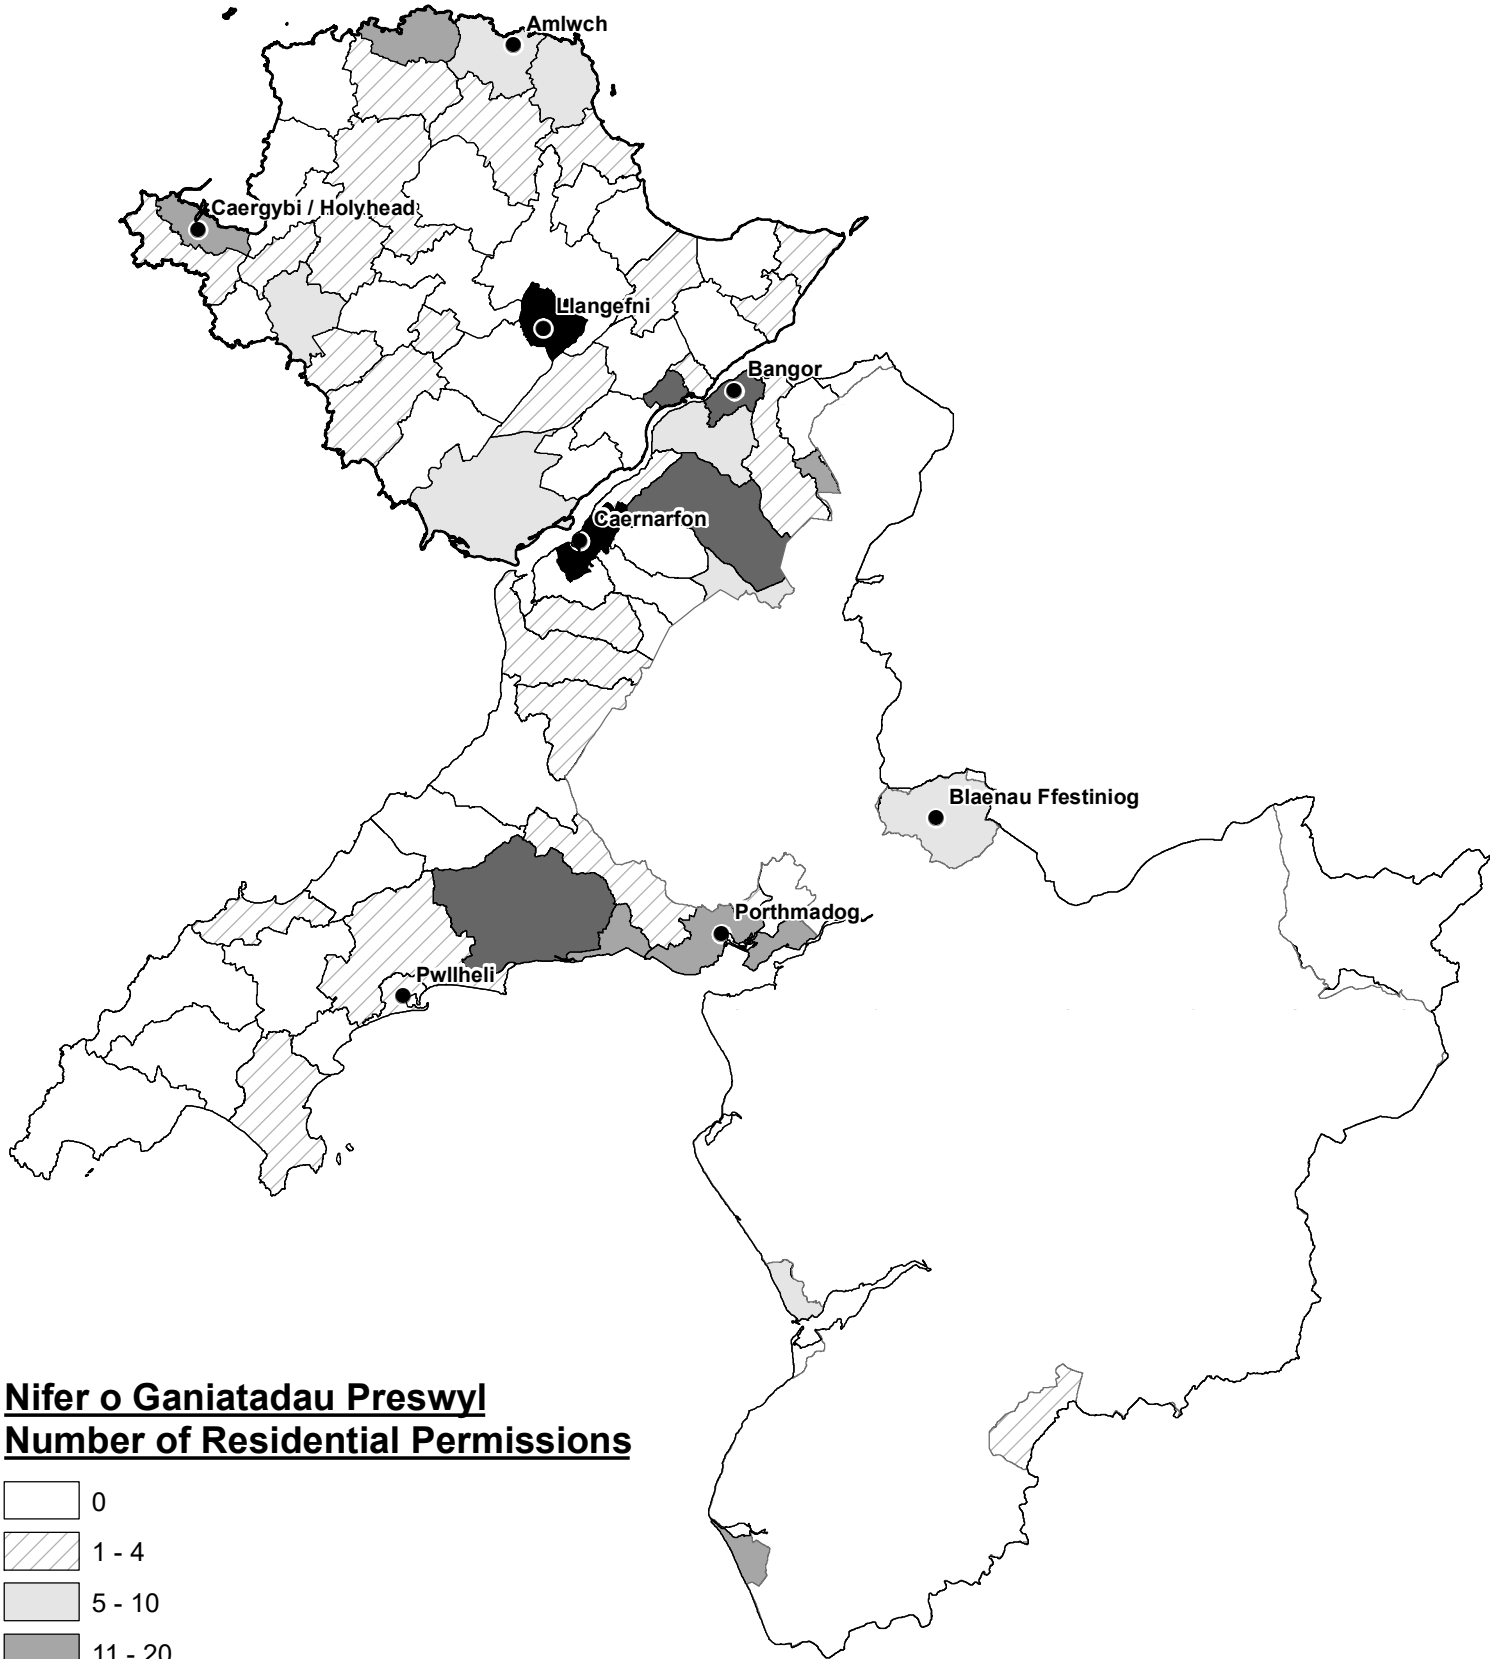 Amlwch
Caergybi / Holyhead
Llangefni
Bangor
Caernarfon
Blaenau Ffestiniog
Porthmadog
Pwllheli
Nifer o Ganiatadau Preswyl
Number of Residential Permissions
0
1 - 4
5 - 10
11 - 20